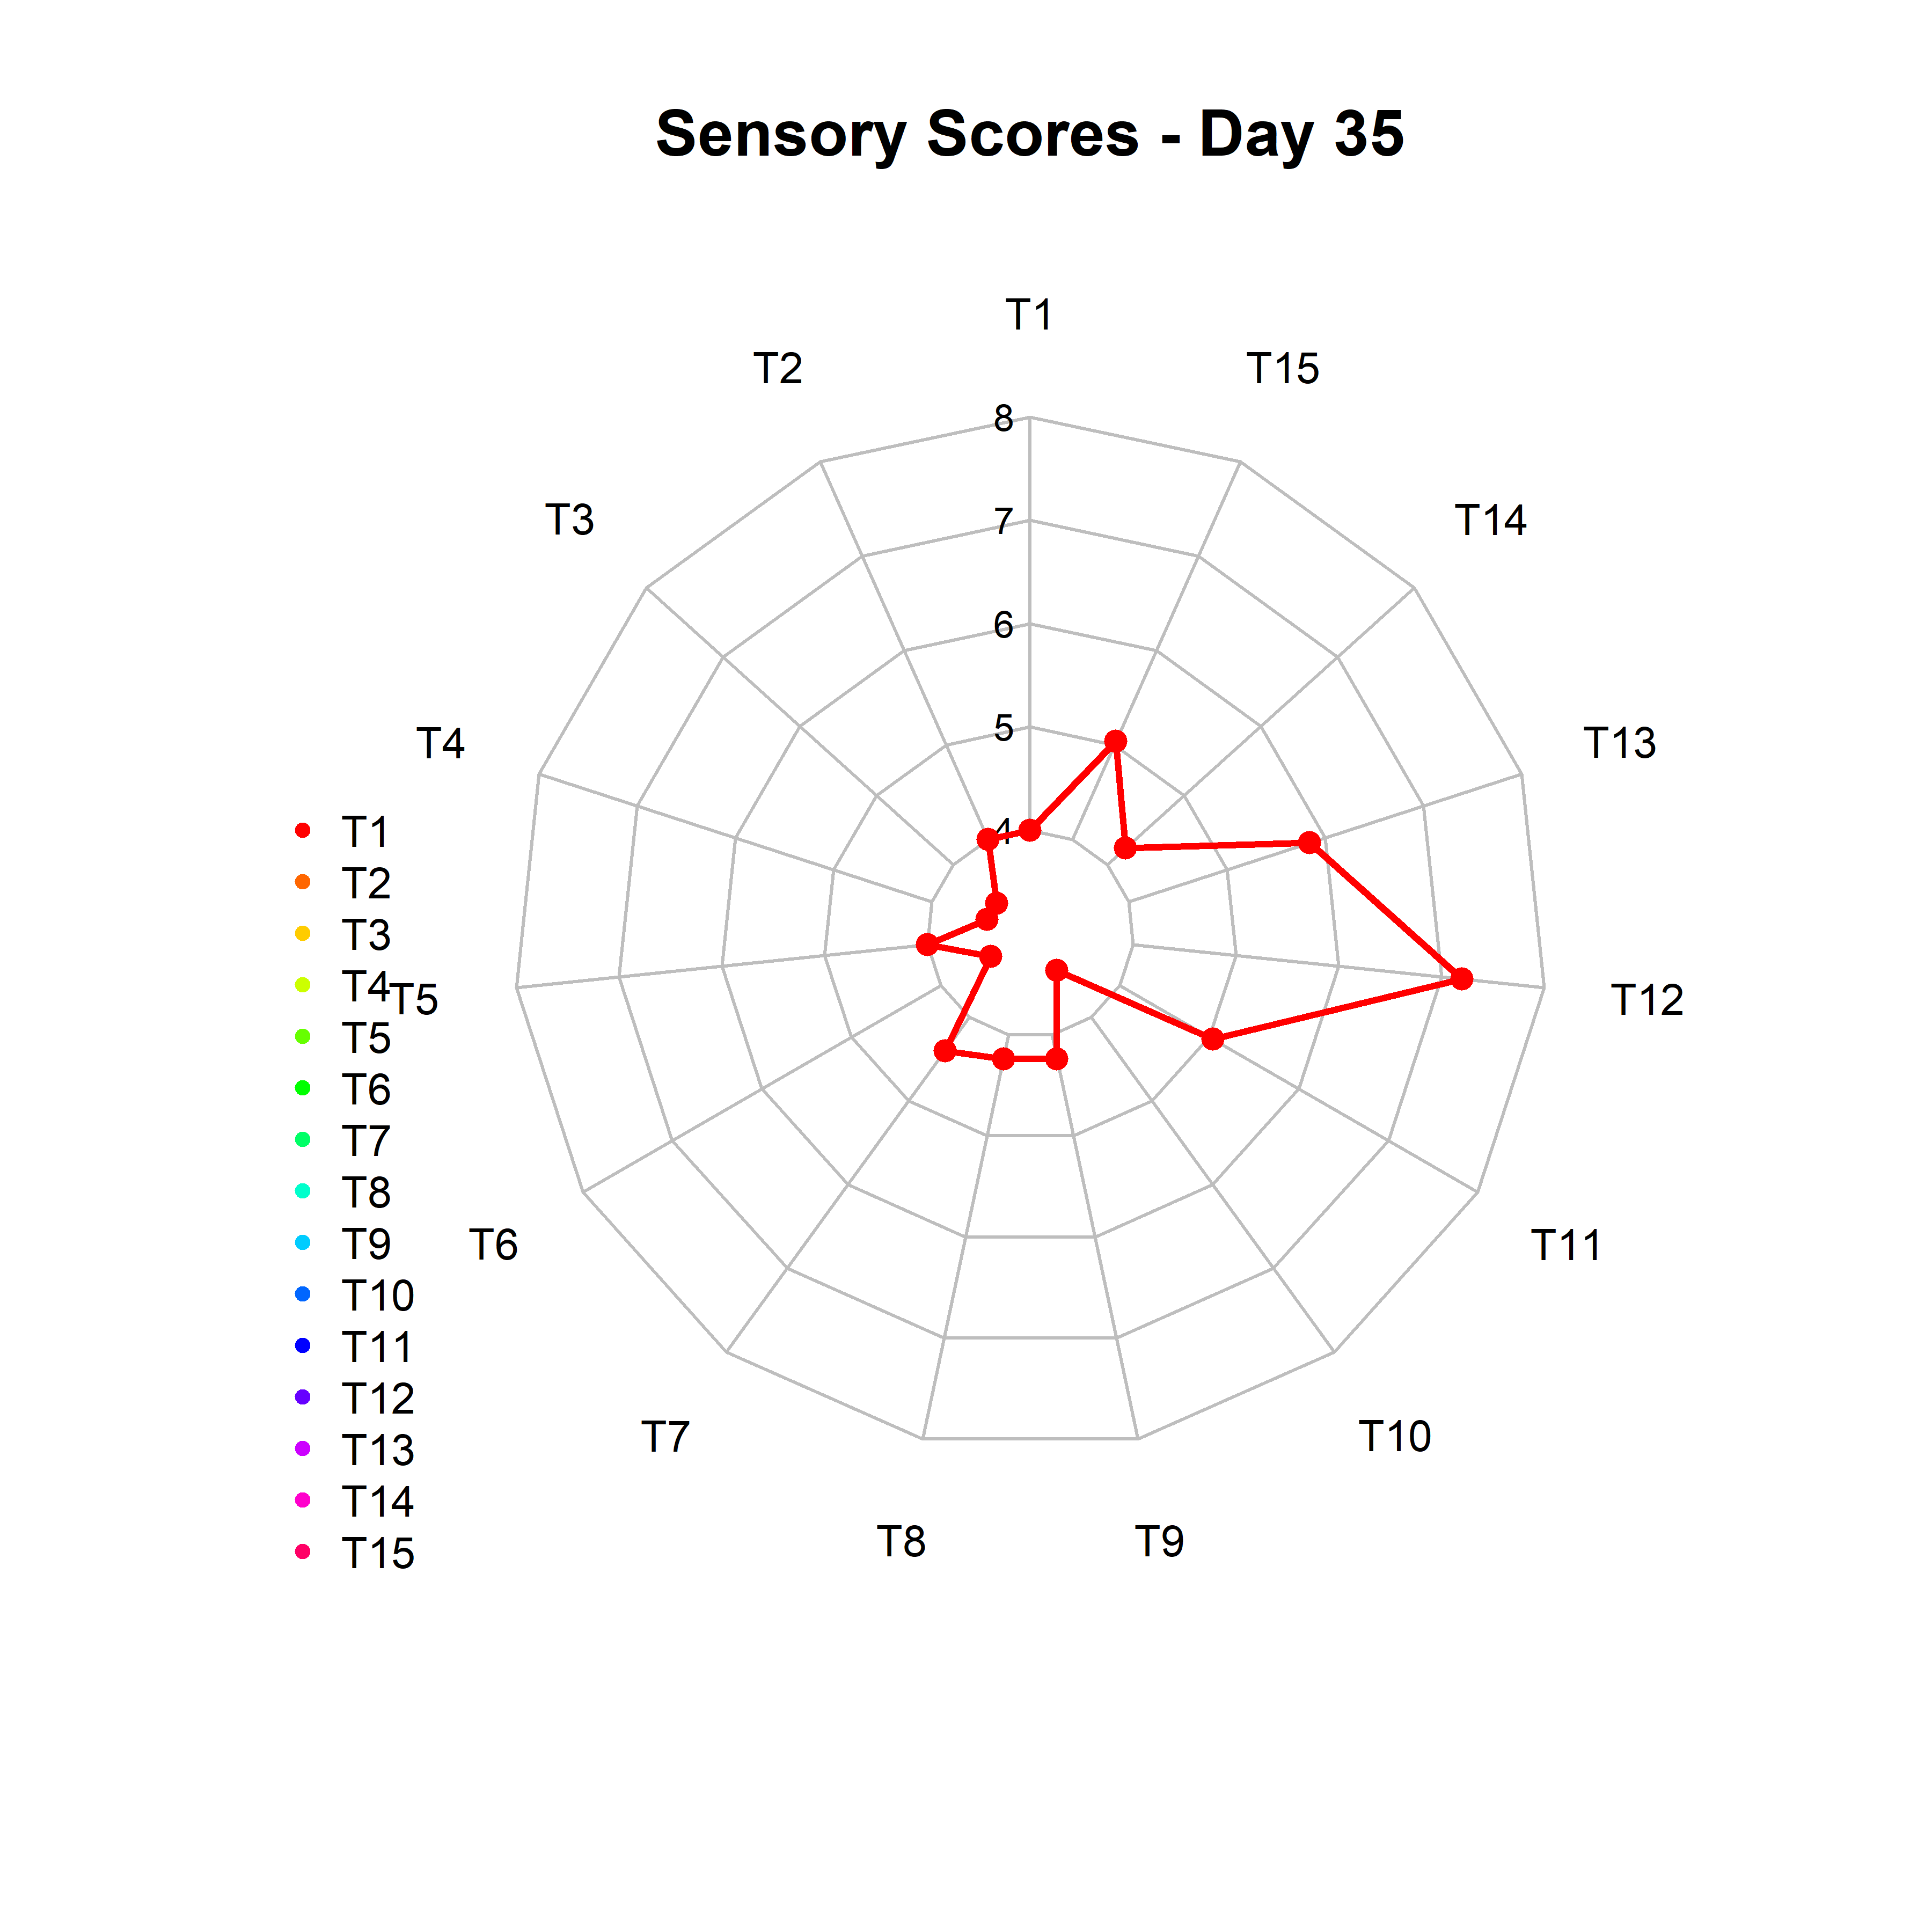 Sensory Scores - Day 35
T1
T2
T15
T3
T14
T4
T13
T5
T12
T6
T11
T7
T10
T8
T9
8
7
6
5
4
T1
T2
T3
T4
T5
T6
T7
T8
T9
T10
T11
T12
T13
T14
T15